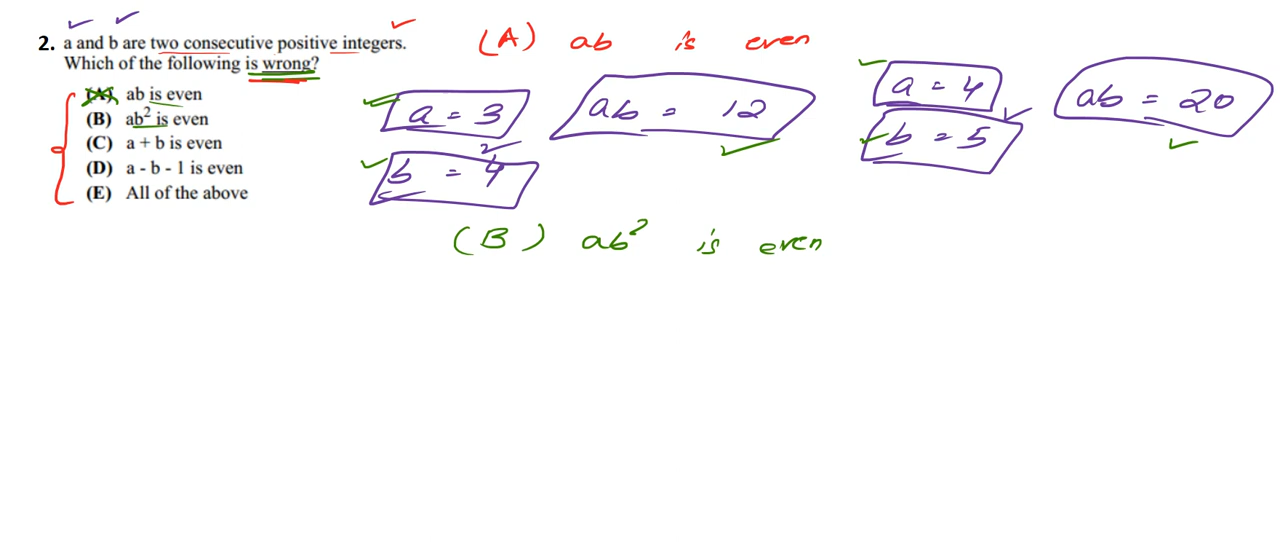 2. a and b are two consecutive positive integers.
Which of the following is wrong?
(A) ab is even
(B) ab² is even
(C) a + b is even
(D) a - b - 1 is even
(E) All of the above
(A) ab is even
a = 3
b = 4
ab = 12
a = 4
b = 5
ab = 20
(B) ab² is even